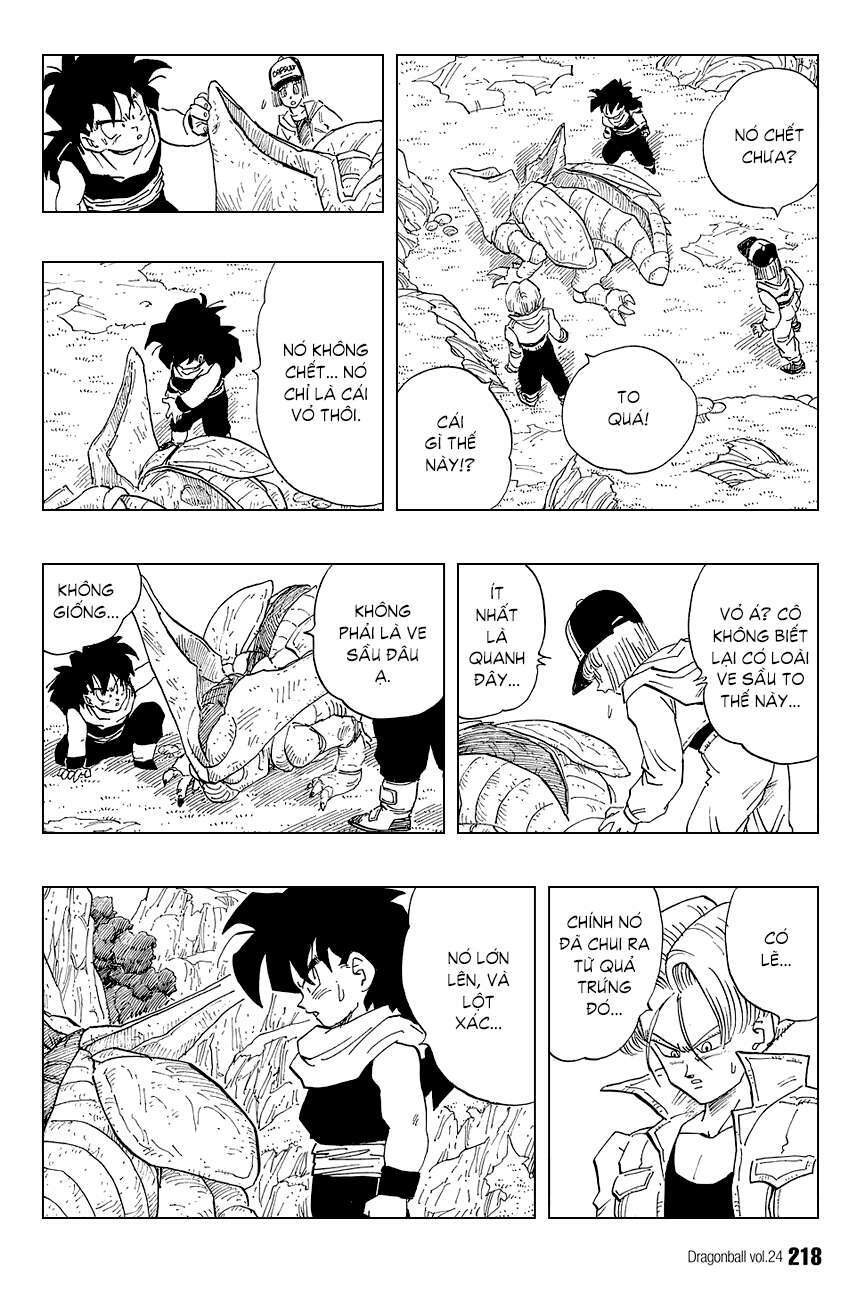 CAPSULE
NÓ CHẾT
CHƯA?
TO
QUÁ!
CÁI
GÌ THẾ
NÀY!?
NÓ KHÔNG
CHẾT... NÓ
CHỈ LÀ CÁI
VỎ THÔI.
VỎ Á? CÔ
KHÔNG BIẾT
LẠI CÓ LOÀI
VE SẦU TO
THẾ NÀY...
ÍT
NHẤT
LÀ
QUANH
ĐÂY...
KHÔNG
PHẢI LÀ VE
SẦU ĐÂU
Ạ.
KHÔNG
GIỐNG...
CÓ
LẼ...
CHÍNH NÓ
ĐÃ CHUI RA
TỪ QUẢ
TRỨNG
ĐÓ...
NÓ LỚN
LÊN, VÀ
LỘT
XÁC...
Dragonball vol.24 218